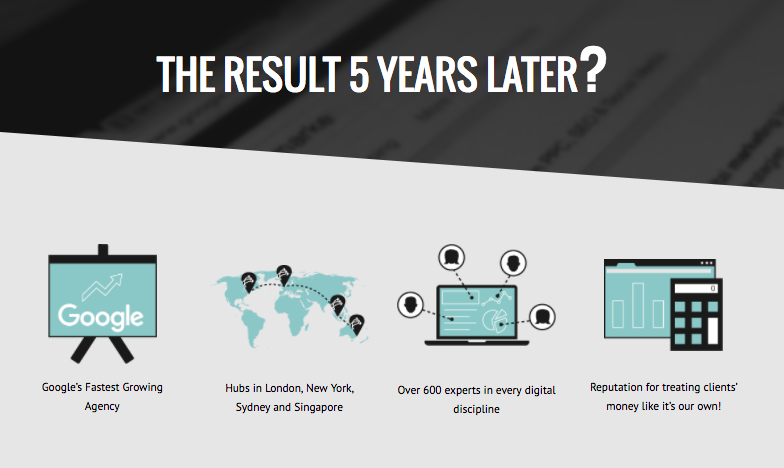 THE RESULT 5 YEARS LATER?
Google
0
Google's Fastest Growing
Agency
Hubs in London, New York,
Sydney and Singapore
Over 600 experts in every digital
discipline
Reputation for treating clients'
money like it's our own!